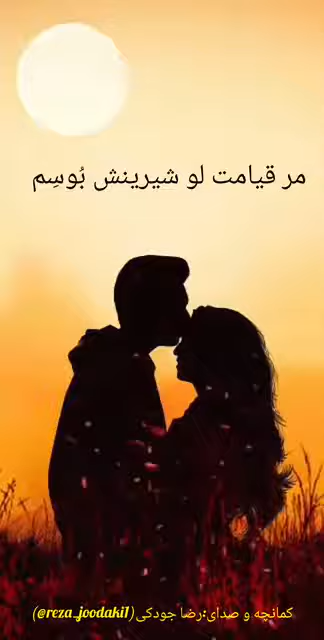 مر قیامت لو شیرینش بُوسِم
کمانچه و صدای:رضا جودکی(@reza_joodaki1)